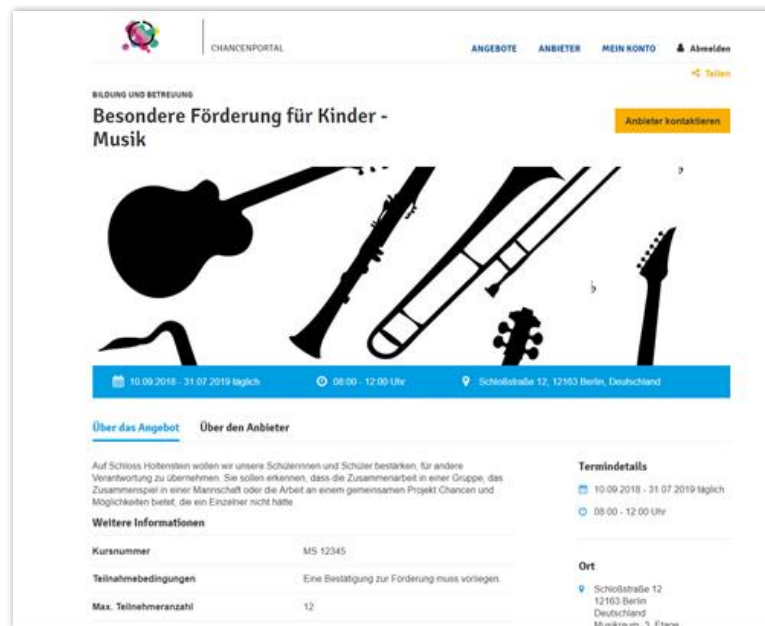 CHANCENPORTAL
ANGEBOTE ANBIETER MEIN KONTO Abmelden
Teilen
BILDUNG UND BETREUUNG
Besondere Förderung für Kinder -
Musik
Anbieter kontaktieren
10.09.2018 - 31.07.2019 täglich 08:00 - 12:00 Uhr Schloßstraße 12, 12163 Berlin, Deutschland
Über das Angebot Über den Anbieter
Auf Schloss Holtenstein wollen wir unsere Schülerinnen und Schüler bestärken, für andere
Verantwortung zu übernehmen. Sie sollen erkennen, dass die Zusammenarbeit in einer Gruppe, das
Zusammenspiel in einer Mannschaft oder die Arbeit an einem gemeinsamen Projekt Chancen und
Möglichkeiten bietet, die ein Einzelner nicht hätte.
Weitere Informationen
Kursnummer MS 12345
Teilnahmebedingungen Eine Bestätigung zur Förderung muss vorliegen.
Max. Teilnehmeranzahl 12
Termindetails
10.09.2018 - 31.07.2019 täglich
08:00 - 12:00 Uhr
Ort
Schloßstraße 12
12163 Berlin
Deutschland
Musikraum, 3. Etage